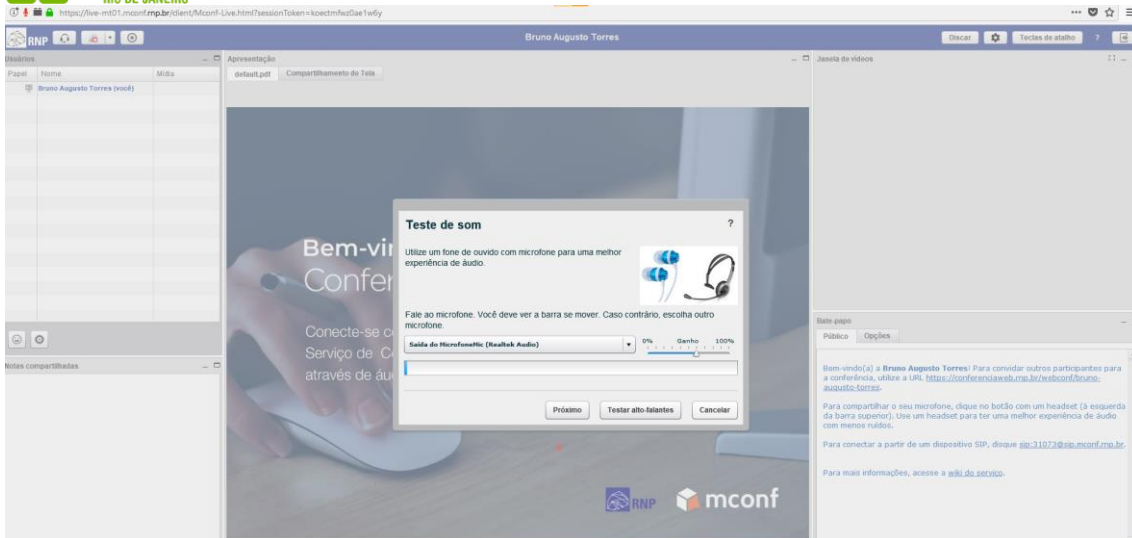 RIO DE JANEIRO
https://live-mt01.mconf.rnp.br/client/Mconf-Live.html?sessionToken=koectmfwz0ae1w6y
RNP
Bruno Augusto Torres
Discar
Teclas de atalho
?
Usuários
Papel Nome Mídia
Bruno Augusto Torres (você)
Notas compartilhadas
Apresentação
default.pdf Compartilhamento de Tela
Bem-vin
Confer
Conecte-se c
Serviço de C
através de áu
RNP mconf
Teste de som ?
Utilize um fone de ouvido com microfone para uma melhor
experiência de áudio.
Fale ao microfone. Você deve ver a barra se mover. Caso contrário, escolha outro
microfone.
Saída do MicrofoneMic (Realtek Audio)
0% Ganho 100%
Próximo Testar alto-falantes Cancelar
Janela de vídeos
Bate-papo
Público Opções
Bem-vindo(a) a Bruno Augusto Torres! Para convidar outros participantes para
a conferência, utilize a URL https://conferenciaweb.rnp.br/webconf/bruno-
augusto-torres.
Para compartilhar o seu microfone, clique no botão com um headset (à esquerda
da barra superior). Use um headset para ter uma melhor experiência de áudio
com menos ruídos.
Para conectar a partir de um dispositivo SIP, disque sip:31073@sip.mconf.rnp.br.
Para mais informações, acesse a wiki do serviço.